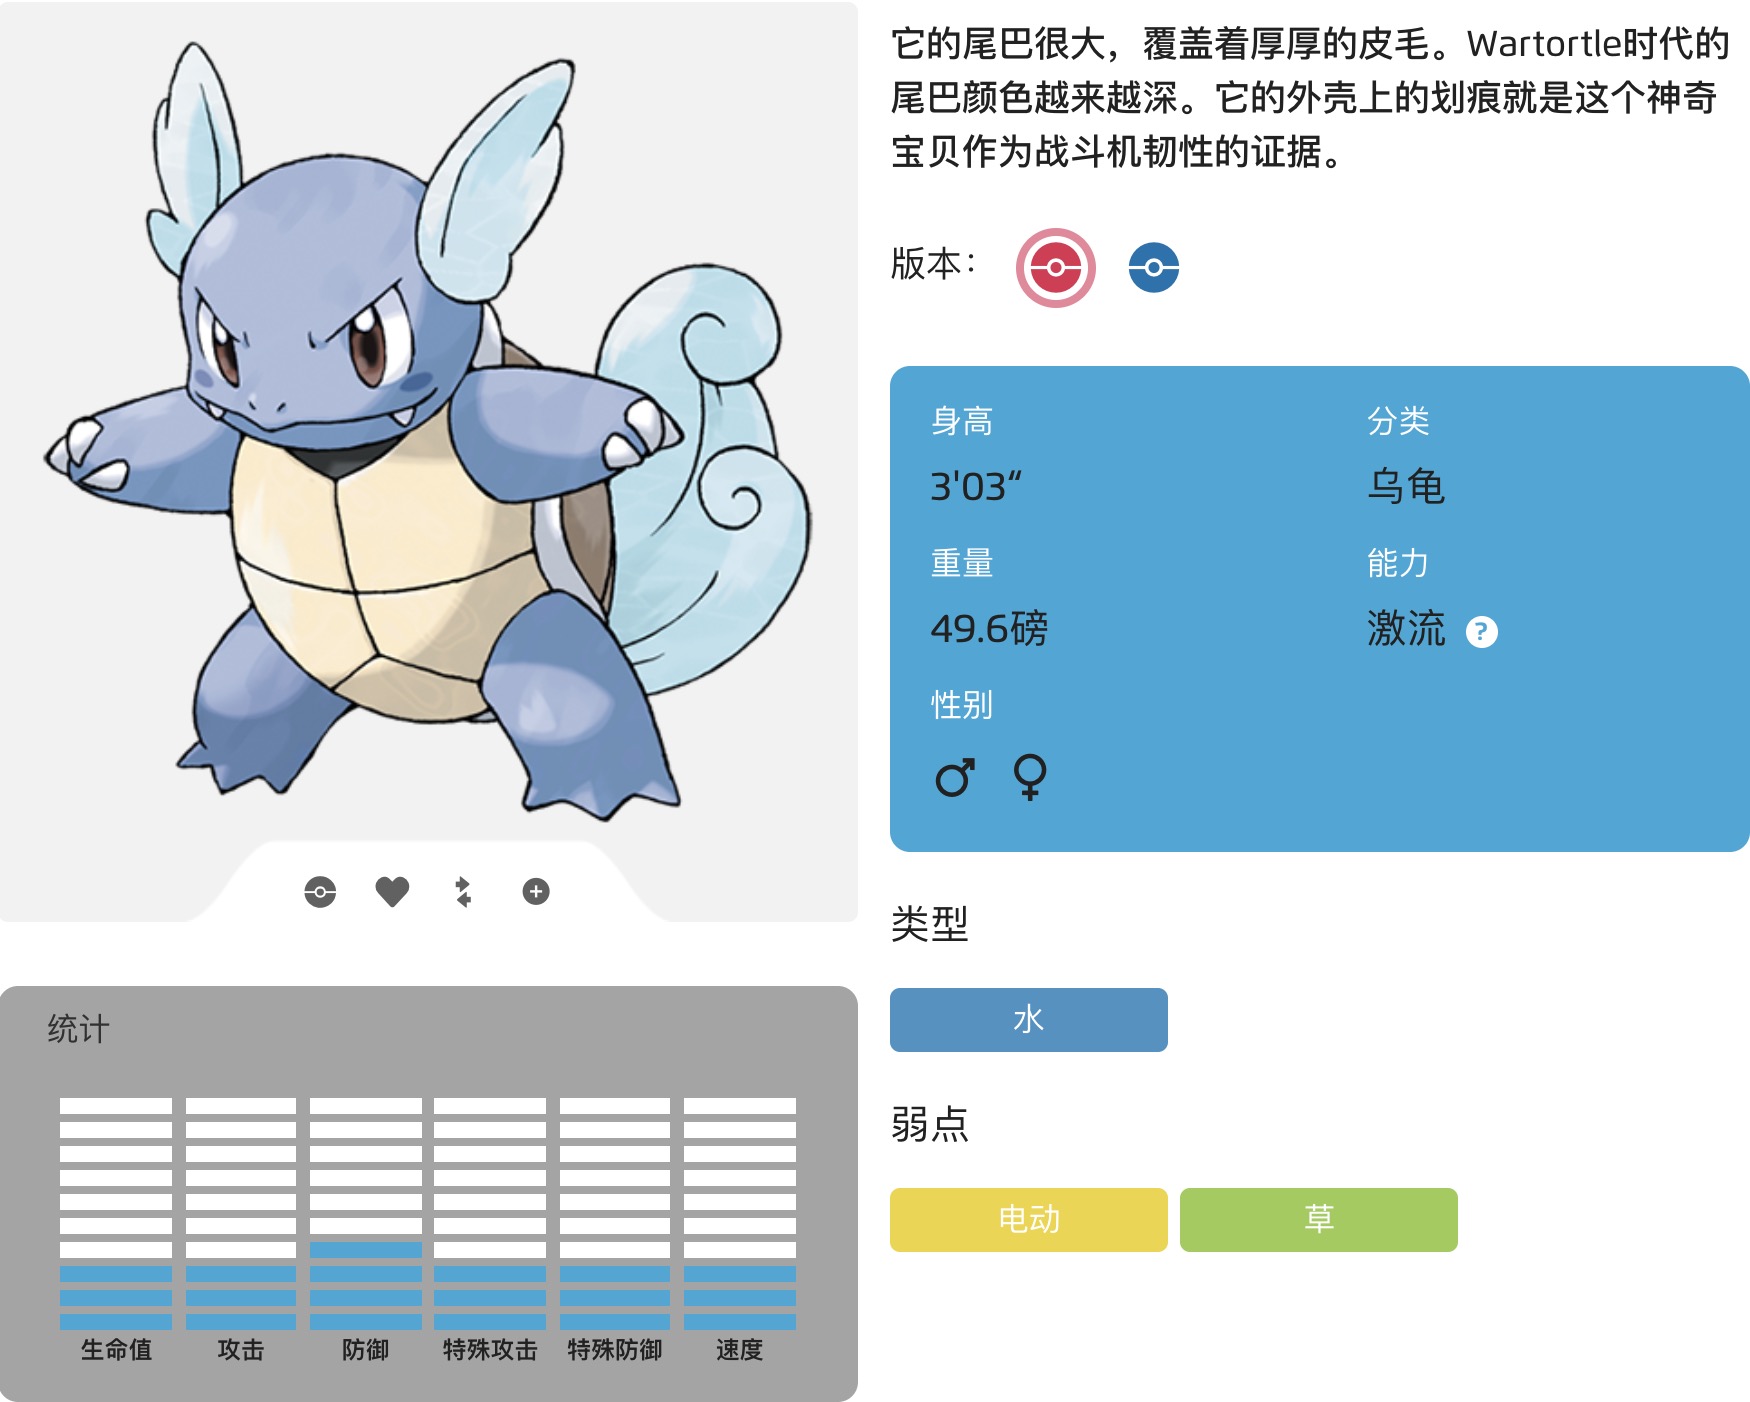 它的尾巴很大，覆盖着厚厚的皮毛。Wartortle时代的
尾巴颜色越来越深。它的外壳上的划痕就是这个神奇
宝贝作为战斗机韧性的证据。
版本：
身高
3'03“
重量
49.6磅
性别
♂ ♀
分类
乌龟
能力
激流 ?
类型
水
弱点
电动 草
统计
生命值 攻击 防御 特殊攻击 特殊防御 速度